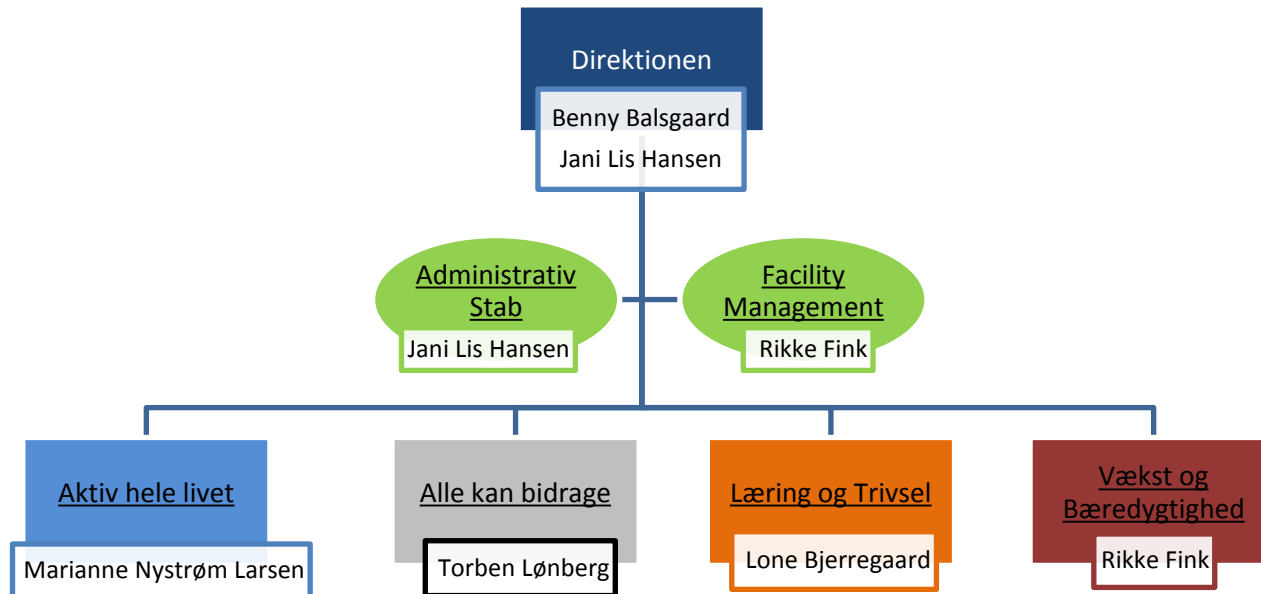 Direktionen
Benny Balsgaard
Jani Lis Hansen
Administrativ
Stab
Jani Lis Hansen
Facility
Management
Rikke Fink
Aktiv hele livet
Marianne Nystrøm Larsen
Alle kan bidrage
Torben Lønberg
Læring og Trivsel
Lone Bjerregaard
Vækst og
Bæredygtighed
Rikke Fink